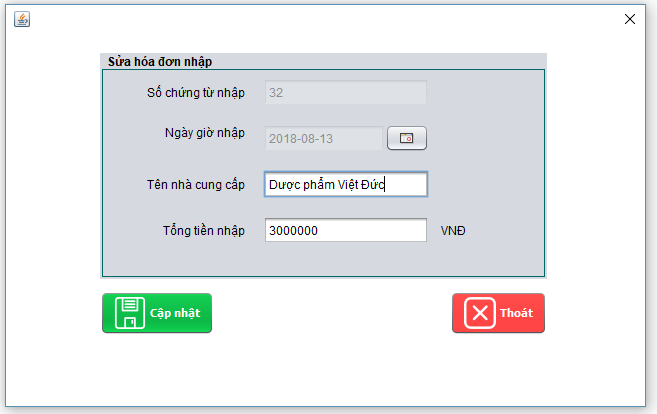 Sửa hóa đơn nhập
Số chứng từ nhập 32
Ngày giờ nhập 2018-08-13
Tên nhà cung cấp Dược phẩm Việt Đức
Tổng tiền nhập 3000000 VNĐ
Cập nhật Thoát